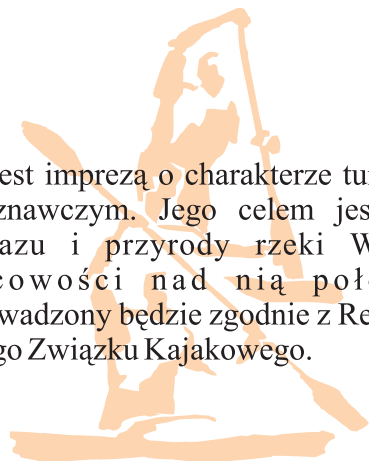 est imprezą o charakterze tu
znawczym. Jego celem jes
azu i przyrody rzeki W
cowości nad nią poł
wadzony będzie zgodnie z Re
go Związku Kajakowego.